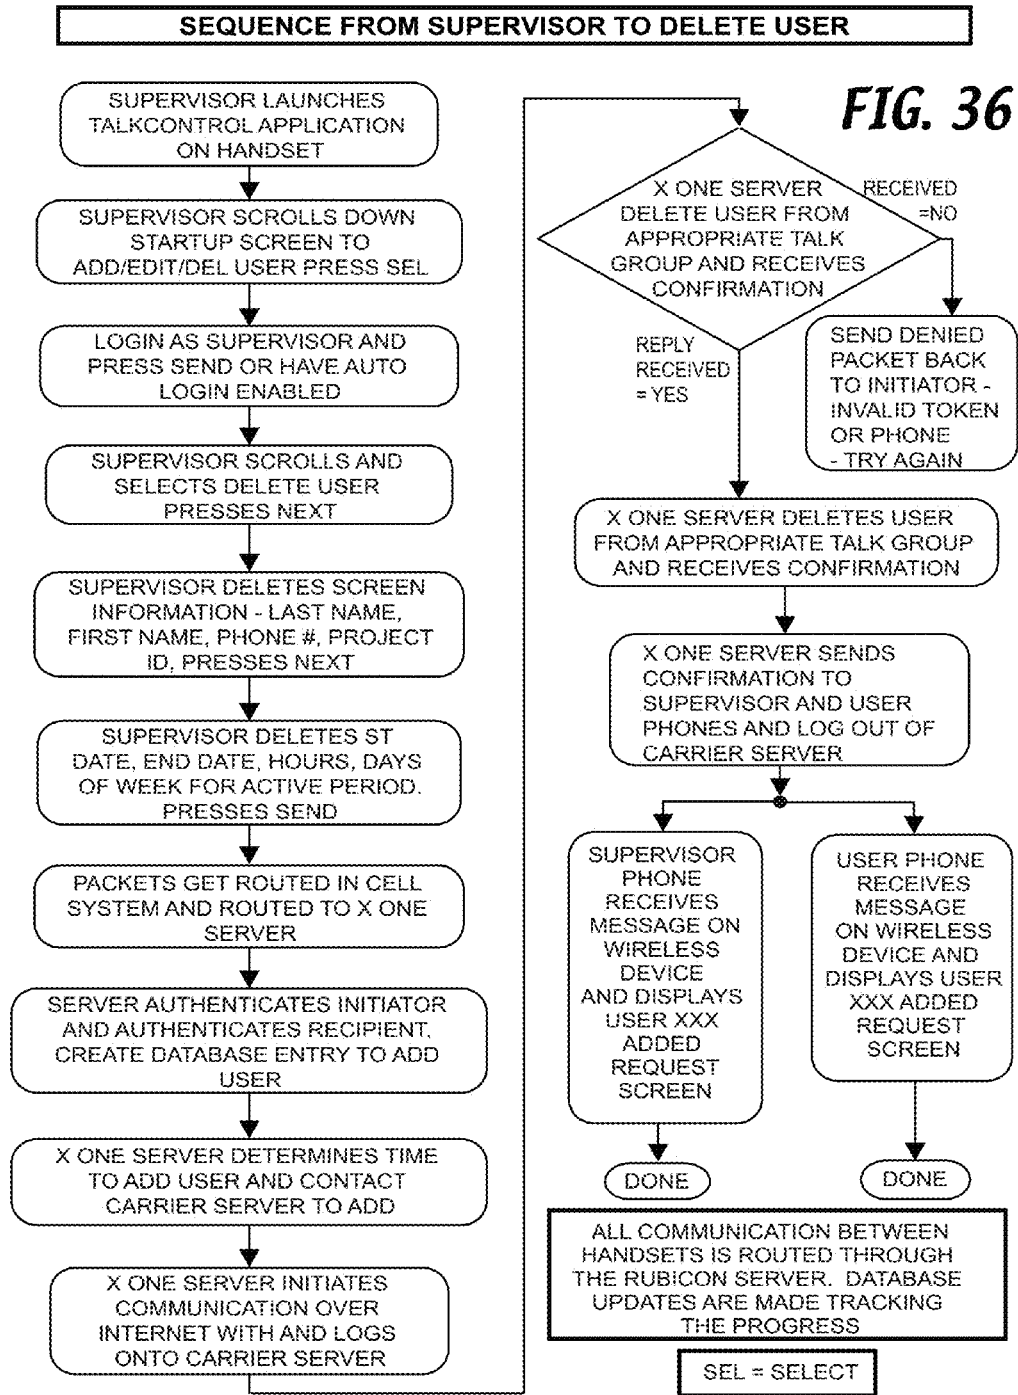 SEQUENCE FROM SUPERVISOR TO DELETE USER
FIG. 36
SUPERVISOR LAUNCHES
TALKCONTROL APPLICATION
ON HANDSET
SUPERVISOR SCROLLS DOWN
STARTUP SCREEN TO
ADD/EDIT/DEL USER PRESS SEL
LOGIN AS SUPERVISOR AND
PRESS SEND OR HAVE AUTO
LOGIN ENABLED
SUPERVISOR SCROLLS AND
SELECTS DELETE USER
PRESSES NEXT
SUPERVISOR DELETES SCREEN
INFORMATION - LAST NAME,
FIRST NAME, PHONE #, PROJECT
ID, PRESSES NEXT
SUPERVISOR DELETES ST
DATE, END DATE, HOURS, DAYS
OF WEEK FOR ACTIVE PERIOD.
PRESSES SEND
PACKETS GET ROUTED IN CELL
SYSTEM AND ROUTED TO X ONE
SERVER
SERVER AUTHENTICATES INITIATOR
AND AUTHENTICATES RECIPIENT,
CREATE DATABASE ENTRY TO ADD
USER
X ONE SERVER DETERMINES TIME
TO ADD USER AND CONTACT
CARRIER SERVER TO ADD
X ONE SERVER INITIATES
COMMUNICATION OVER
INTERNET WITH AND LOGS
ONTO CARRIER SERVER
X ONE SERVER
DELETE USER FROM
APPROPRIATE TALK
GROUP AND RECEIVES
CONFIRMATION
RECEIVED
=NO
SEND DENIED
PACKET BACK
TO INITIATOR -
INVALID TOKEN
OR PHONE
- TRY AGAIN
REPLY
RECEIVED
= YES
X ONE SERVER DELETES USER
FROM APPROPRIATE TALK GROUP
AND RECEIVES CONFIRMATION
X ONE SERVER SENDS
CONFIRMATION TO
SUPERVISOR AND USER
PHONES AND LOG OUT OF
CARRIER SERVER
SUPERVISOR
PHONE
RECEIVES
MESSAGE ON
WIRELESS
DEVICE
AND DISPLAYS
USER XXX
ADDED
REQUEST
SCREEN
DONE
USER PHONE
RECEIVES
MESSAGE
ON WIRELESS
DEVICE AND
DISPLAYS USER
XXX ADDED
REQUEST
SCREEN
DONE
ALL COMMUNICATION BETWEEN
HANDSETS IS ROUTED THROUGH
THE RUBICON SERVER. DATABASE
UPDATES ARE MADE TRACKING
THE PROGRESS
SEL = SELECT